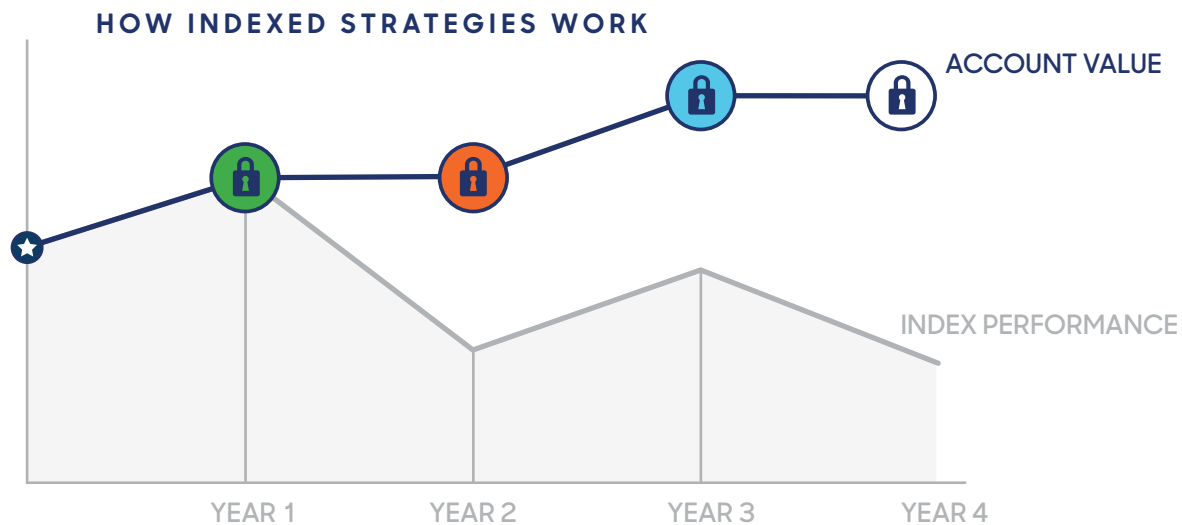 HOW INDEXED STRATEGIES WORK
ACCOUNT VALUE
INDEX PERFORMANCE
YEAR 1
YEAR 2
YEAR 3
YEAR 4